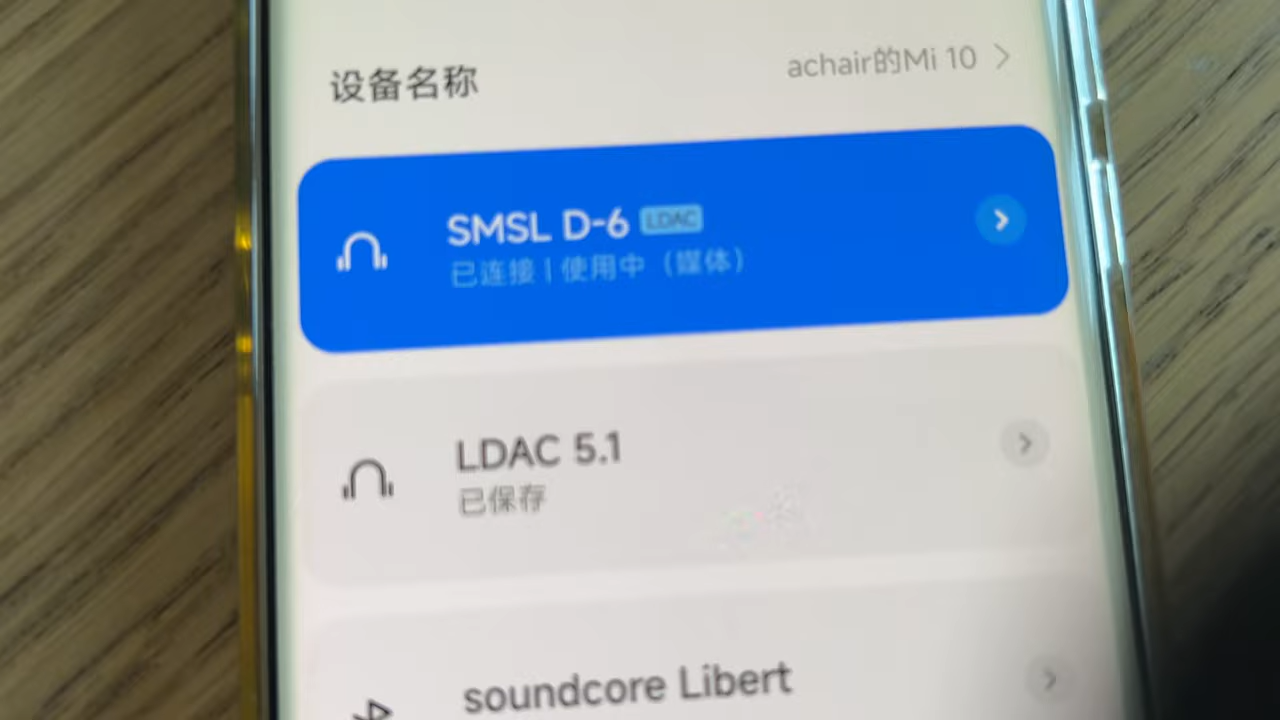 设备名称
achair的Mi 10
SMSL D-6 LDAC
已连接 | 使用中（媒体）
LDAC 5.1
已保存
soundcore Libert